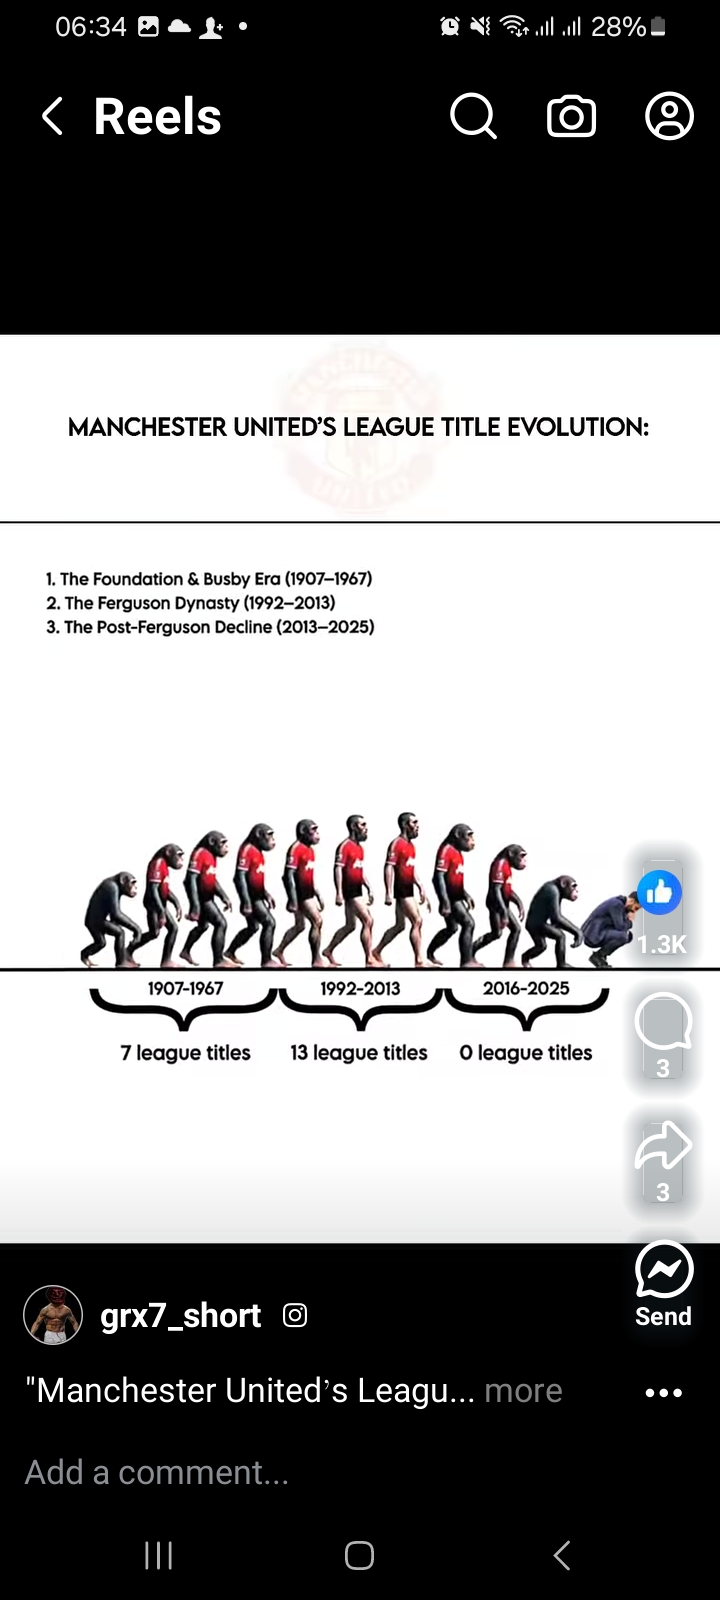 06:34
28%
Reels
MANCHESTER UNITED
MANCHESTER UNITED'S LEAGUE TITLE EVOLUTION:
1. The Foundation & Busby Era (1907–1967)
2. The Ferguson Dynasty (1992–2013)
3. The Post-Ferguson Decline (2013–2025)
1907-1967 1992-2013 2016-2025
7 league titles 13 league titles 0 league titles
1.3K
3
3
Send
grx7_short
"Manchester United's Leagu... more
Add a comment...